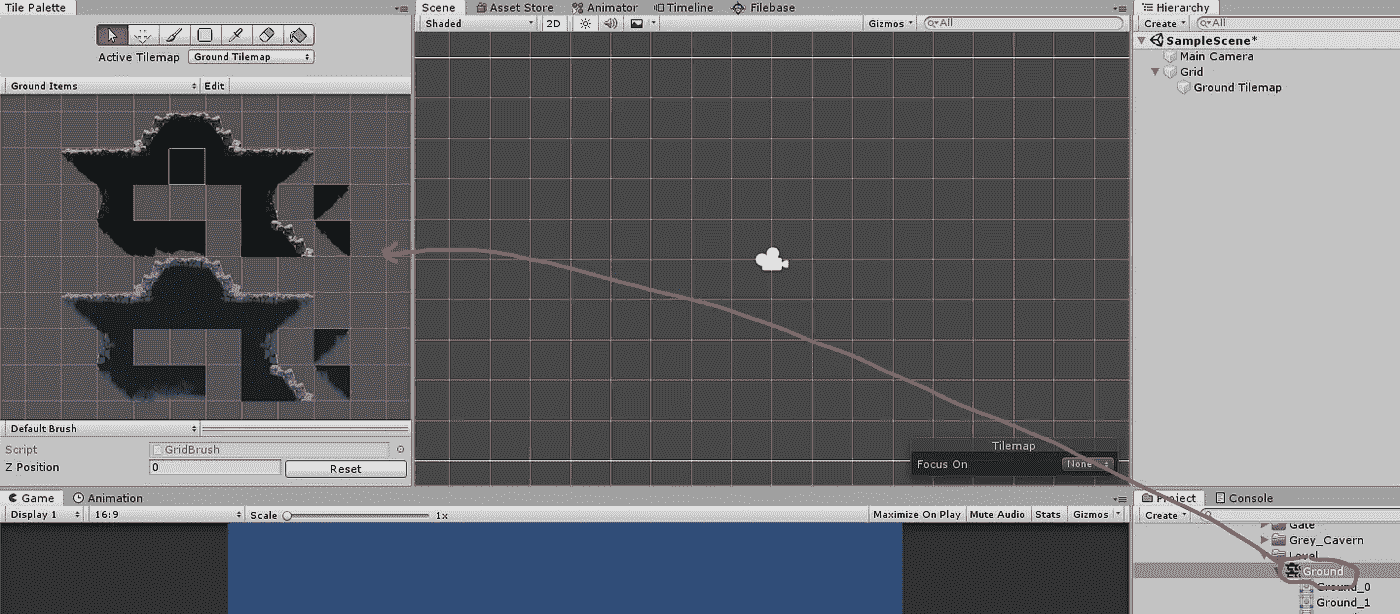 Tile Palette
Active Tilemap Ground Tilemap
Ground Items Edit
Default Brush
Script GridBrush
Z Position 0 Reset
Scene Asset Store Animator Timeline Filebase
Shaded 2D Gizmos All
Tilemap
Focus On None
Hierarchy
Create All
SampleScene*
Main Camera
Grid
Ground Tilemap
Game Animation
Display 1 16:9 Scale 1x Maximize On Play Mute Audio Stats Gizmos
Project Console
Create
Gate
Grey_Cavern
Level
Ground
Ground_0
Ground_1